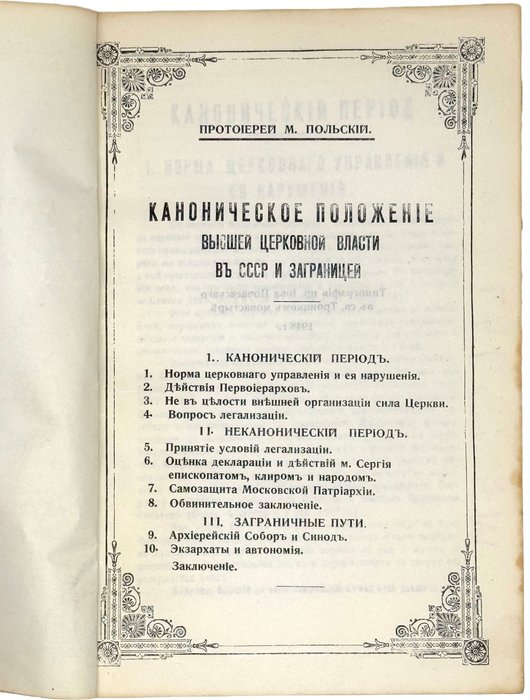 ПРОТОІЕРЕЙ М. ПОЛЬСКІЙ.
КАНОНИЧЕСКОЕ ПОЛОЖЕНІЕ
ВЫСШЕЙ ЦЕРКОВНОЙ ВЛАСТИ
ВЪ СССР И ЗАГРАНИЦЕЙ
I.. КАНОНИЧЕСКІЙ ПЕРІОДЪ.
1. Норма церковнаго управленія и ея нарушенія.
2. Дѣйствія Первоіерарховъ.
3. Не въ цѣлости внѣшней организаціи сила Церкви.
4. Вопросъ легализаціи.
II. НЕКАНОНИЧЕСКІЙ ПЕРІОДЪ.
5. Принятіе условій легализаціи.
6. Оцѣнка деклараціи и дѣйствій м. Сергія
епископатомъ, клиромъ и народомъ.
7. Самозащита Московской Патріархіи.
8. Обвинительное заключеніе.
III. ЗАГРАНИЧНЫЕ ПУТИ.
9. Архіерейскій Соборъ и Синодъ.
10. Экзархаты и автономія.
Заключеніе.